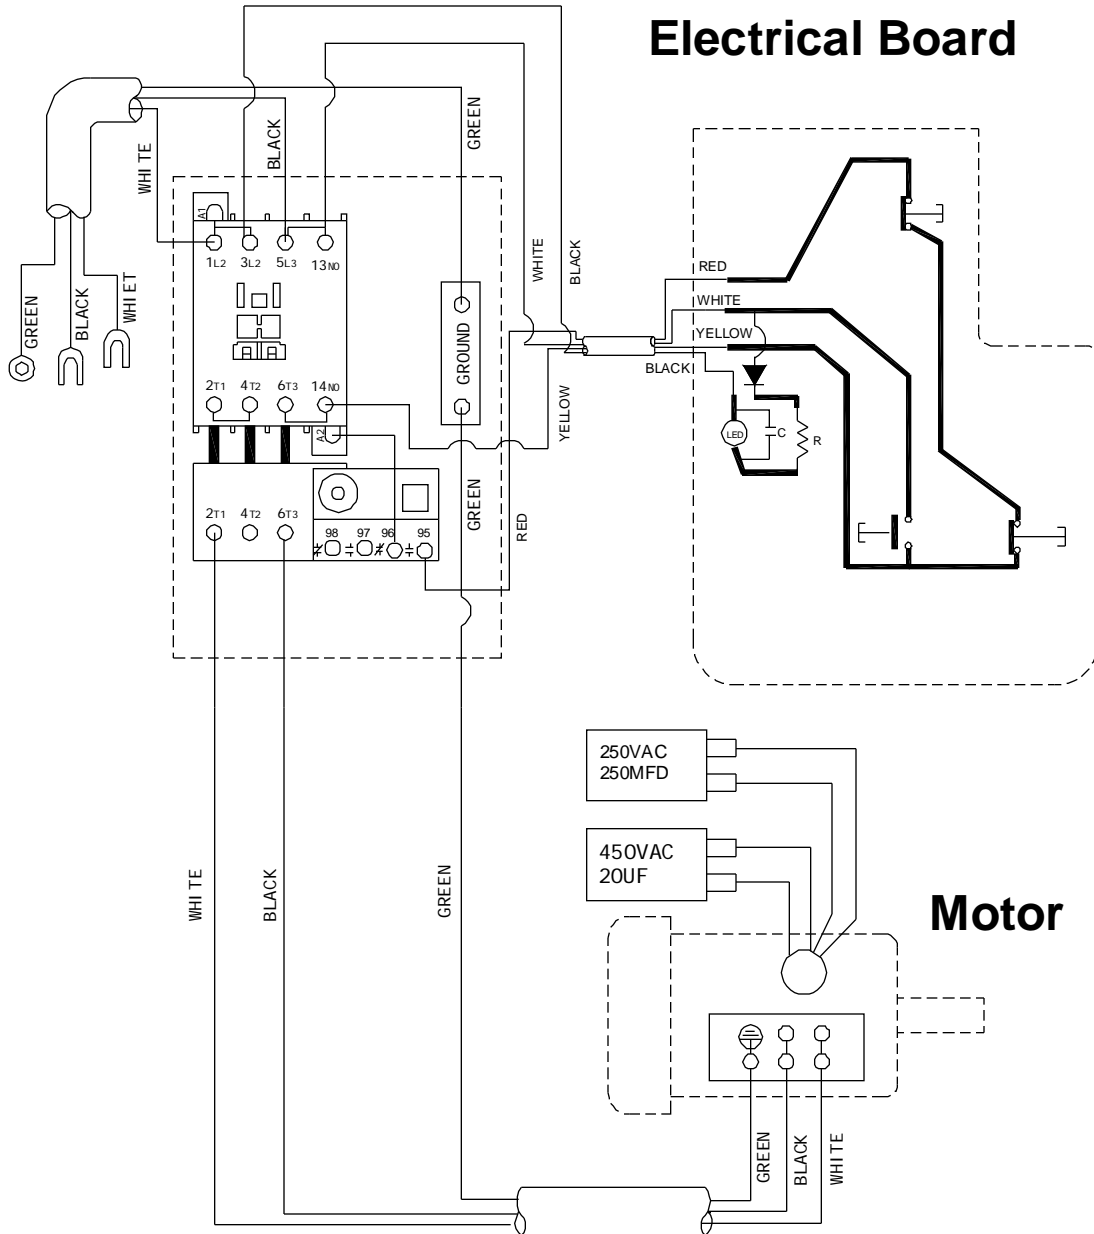 Electrical Board
GREEN
BLACK
WHITE
A1
1L2 3L2 5L3 13NO
WHITE
BLACK
GREEN
BLACK
WHIET
GROUND
RED
WHITE
YELLOW
BLACK
2T1 4T2 6T3 14NO
A2
YELLOW
LED
C
R
GREEN
RED
2T1 4T2 6T3
98 97 96 95
250VAC
250MFD
450VAC
20UF
WHITE
BLACK
GREEN
Motor
GREEN
BLACK
WHITE